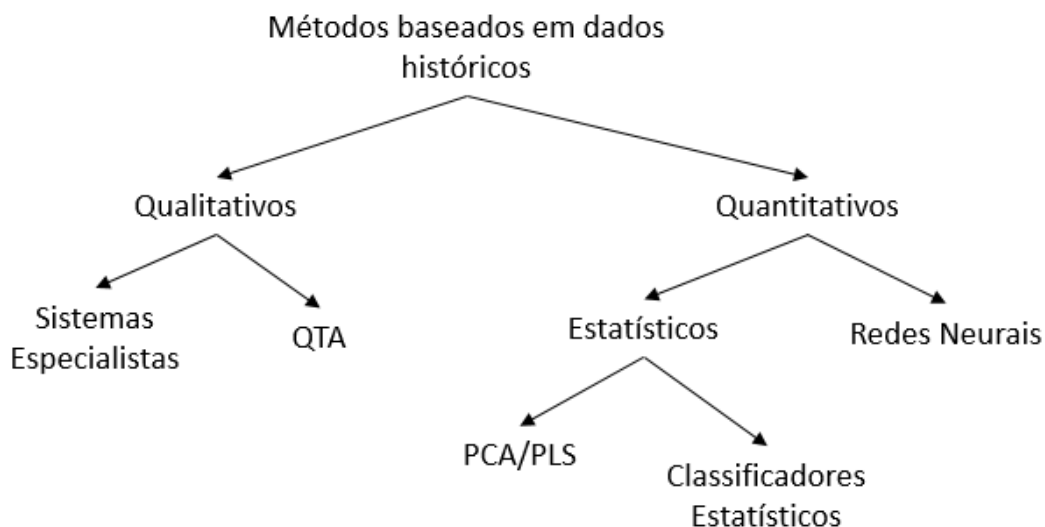 Métodos baseados em dados
históricos
Qualitativos
Quantitativos
Sistemas
Especialistas
QTA
Estatísticos
Redes Neurais
PCA/PLS
Classificadores
Estatísticos